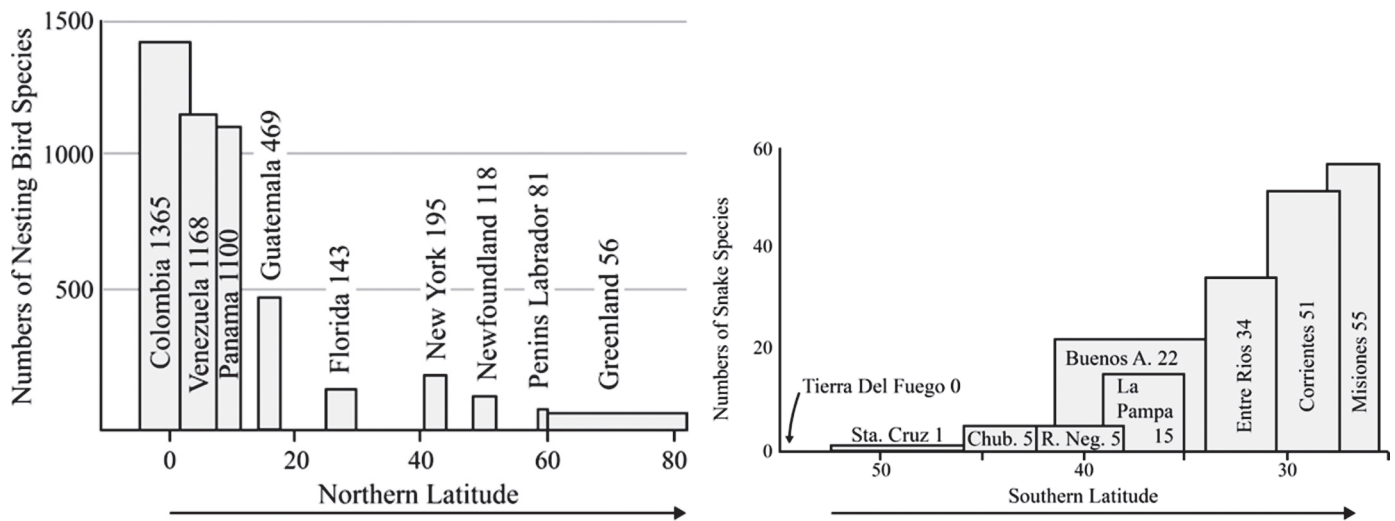 Numbers of Nesting Bird Species
1500
1000
500
Colombia 1365
Venezuela 1168
Panama 1100
Guatemala 469
Florida 143
New York 195
Newfoundland 118
Penins Labrador 81
Greenland 56
0
20
40
60
80
Northern Latitude
Numbers of Snake Species
60
40
20
0
Tierra Del Fuego 0
Sta. Cruz 1
Chub. 5
R. Neg. 5
Buenos A. 22
La
Pampa
15
Entre Rios 34
Corrientes 51
Misiones 55
50
40
30
Southern Latitude